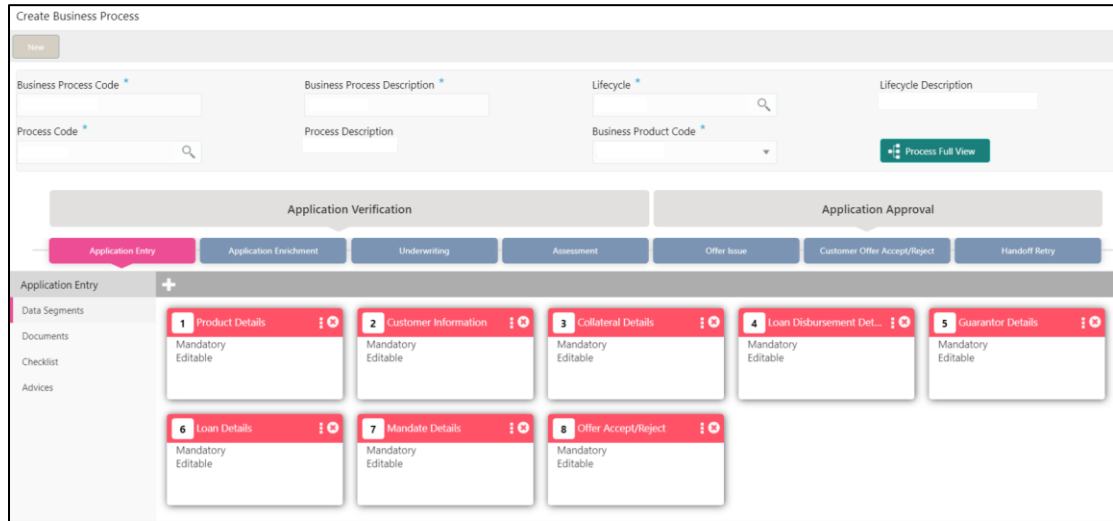 Create Business Process
New
Business Process Code *
Business Process Description *
Lifecycle *
Lifecycle Description
Process Code *
Process Description
Business Product Code *
Process Full View
Application Verification
Application Approval
Application Entry
Application Enrichment
Underwriting
Assessment
Offer Issue
Customer Offer Accept/Reject
Handoff Retry
Application Entry
Data Segments
Documents
Checklist
Advices
1 Product Details
Mandatory
Editable
2 Customer Information
Mandatory
Editable
3 Collateral Details
Mandatory
Editable
4 Loan Disbursement Det...
Mandatory
Editable
5 Guarantor Details
Mandatory
Editable
6 Loan Details
Mandatory
Editable
7 Mandate Details
Mandatory
Editable
8 Offer Accept/Reject
Mandatory
Editable